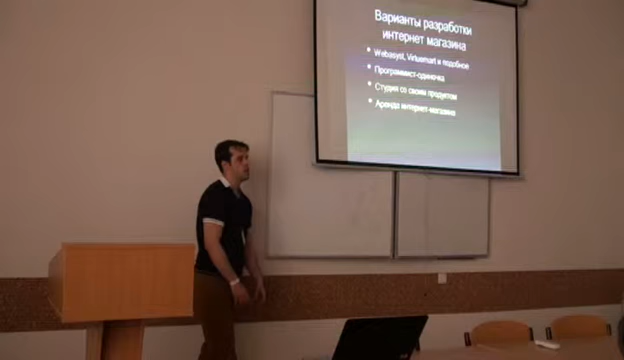 Варианты разработки
интернет магазина
• Webasyst, Virtuemart и подобное
• Программист-одиночка
• Студия со своим продуктом
• Аренда интернет-магазина